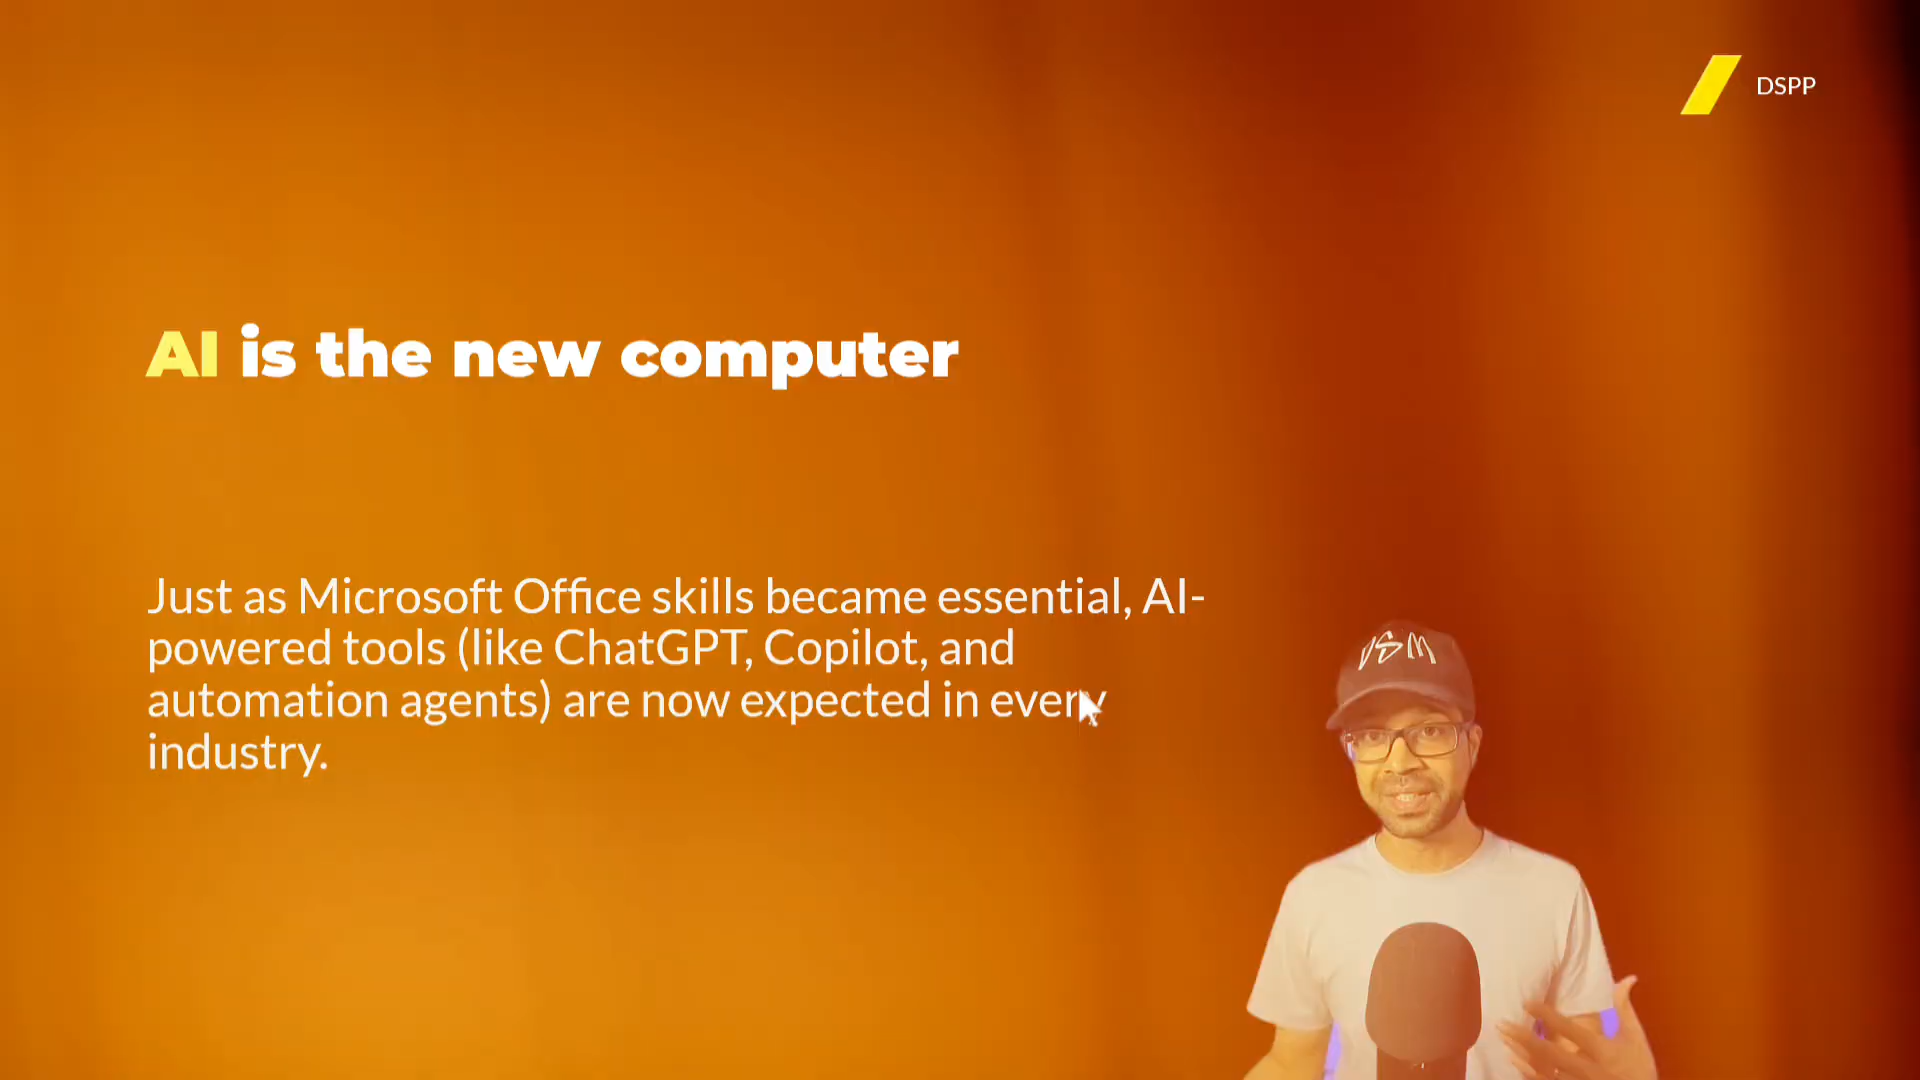 DSPP
AI is the new computer
Just as Microsoft Office skills became essential, AI-
powered tools (like ChatGPT, Copilot, and
automation agents) are now expected in every
industry.
DSM